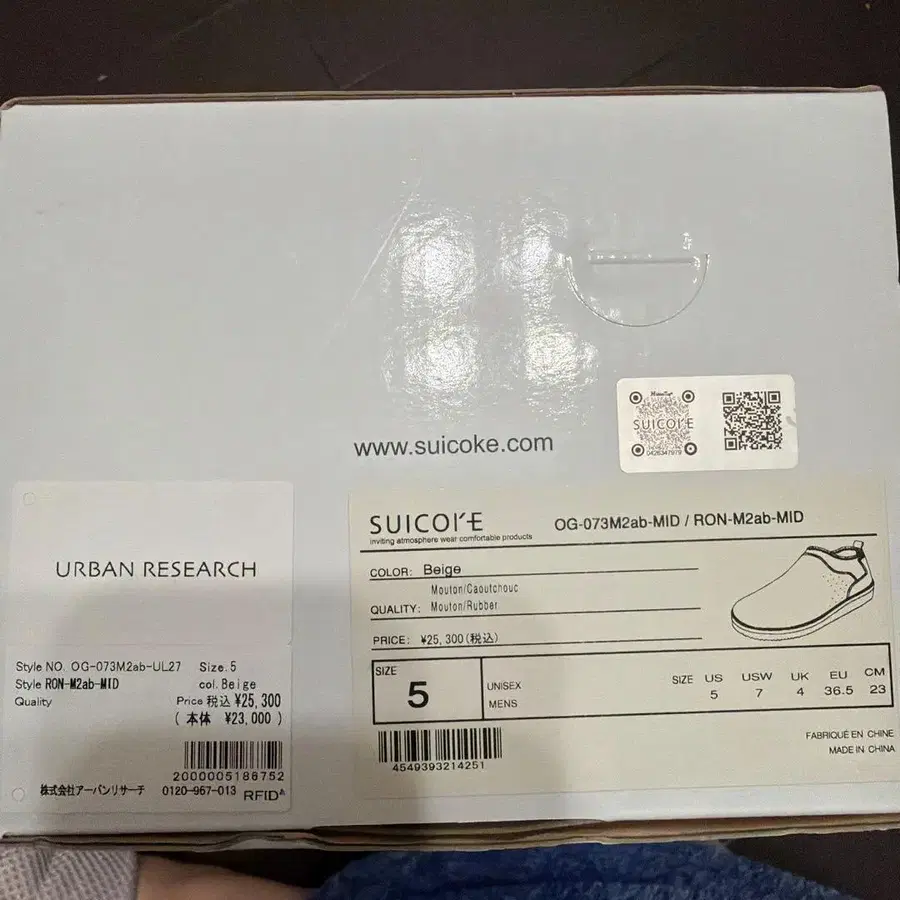 www.suicoke.com
SUICOKE
0426347979
URBAN RESEARCH
Style NO. OG-073M2ab-UL27 Size. 5
Style RON-M2ab-MID col. Beige
Quality Price 税込 ¥25,300
( 本体 ¥23,000 )
2000005188752
株式会社アーバンリサーチ 0120-967-013 RFID
SUICOKE OG-073M2ab-MID / RON-M2ab-MID
inviting atmosphere wear comfortable products
COLOR: Beige
Mouton/Caoutchouc
QUALITY: Mouton/Rubber
PRICE: ¥25,300(税込)
SIZE
5
UNISEX
MENS
SIZE US USW UK EU CM
5 7 4 36.5 23
4549393214251
FABRIQUÉ EN CHINE
MADE IN CHINA